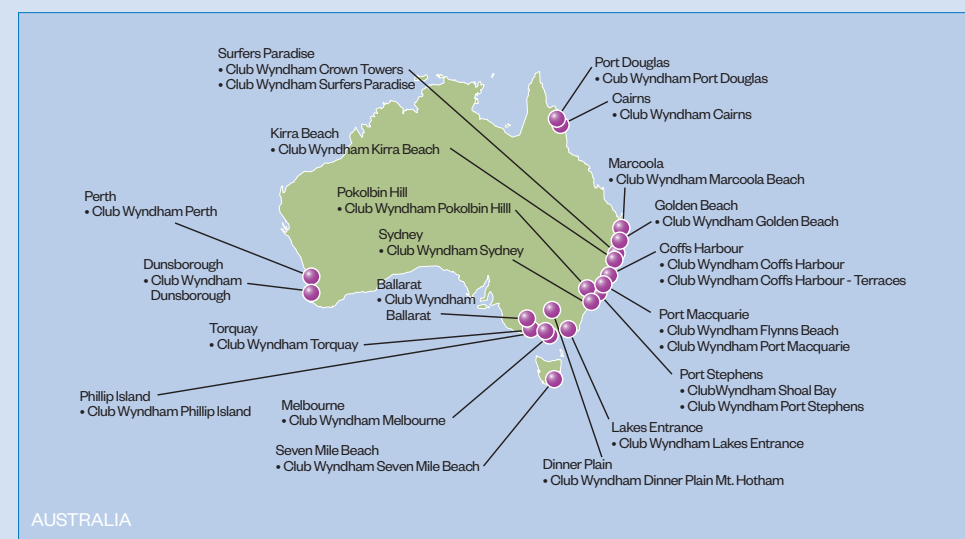 Surfers Paradise
• Club Wyndham Crown Towers
• Club Wyndham Surfers Paradise
Port Douglas
• Cub Wyndham Port Douglas
Cairns
• Club Wyndham Cairns
Kirra Beach
• Club Wyndham Kirra Beach
Marcoola
• Club Wyndham Marcoola Beach
Perth
• Club Wyndham Perth
Pokolbin Hill
• Club Wyndham Pokolbin Hilll
Golden Beach
• Club Wyndham Golden Beach
Sydney
• Club Wyndham Sydney
Coffs Harbour
• Club Wyndham Coffs Harbour
• Club Wyndham Coffs Harbour - Terraces
Dunsborough
• Club Wyndham
Dunsborough
Ballarat
• Club Wyndham
Ballarat
Port Macquarie
• Club Wyndham Flynns Beach
• Club Wyndham Port Macquarie
Torquay
• Club Wyndham Torquay
Port Stephens
• ClubWyndham Shoal Bay
• Club Wyndham Port Stephens
Phillip Island
• Club Wyndham Phillip Island
Melbourne
• Club Wyndham Melbourne
Lakes Entrance
• Club Wyndham Lakes Entrance
Seven Mile Beach
• Club Wyndham Seven Mile Beach
Dinner Plain
• Club Wyndham Dinner Plain Mt. Hotham
AUSTRALIA